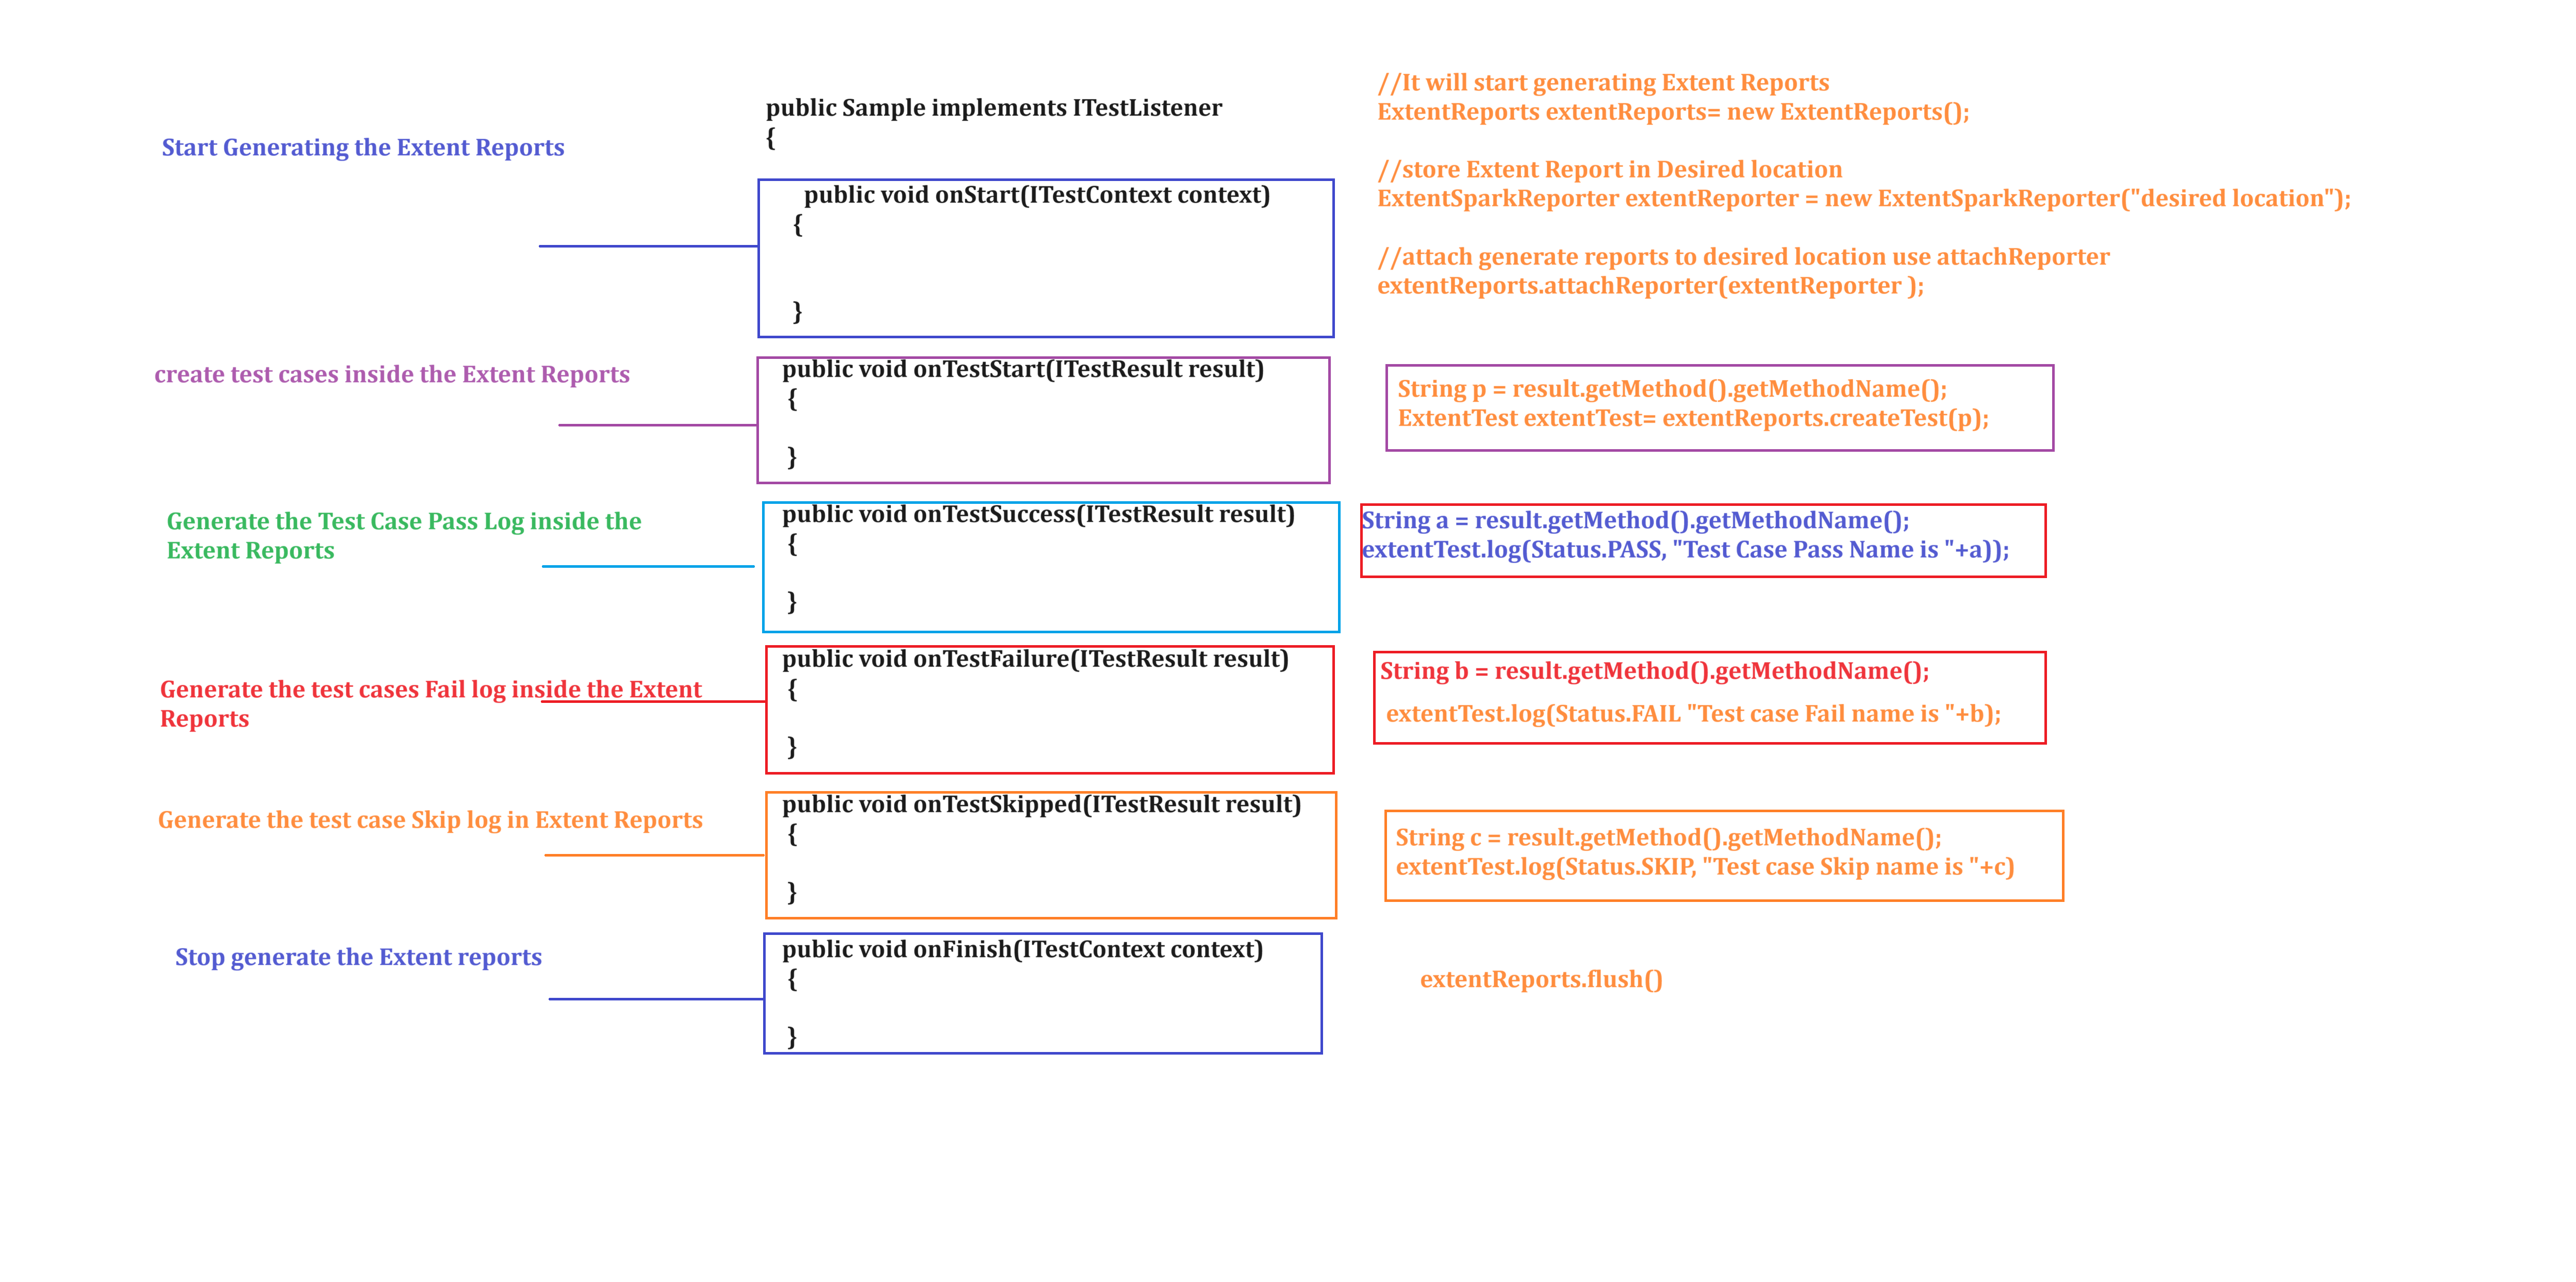 Start Generating the Extent Reports
create test cases inside the Extent Reports
Generate the Test Case Pass Log inside the
Extent Reports
Generate the test cases Fail log inside the Extent
Reports
Generate the test case Skip log in Extent Reports
Stop generate the Extent reports
public Sample implements ITestListener
{
public void onStart(ITestContext context)
{
}
public void onTestStart(ITestResult result)
{
}
public void onTestSuccess(ITestResult result)
{
}
public void onTestFailure(ITestResult result)
{
}
public void onTestSkipped(ITestResult result)
{
}
public void onFinish(ITestContext context)
{
}
//It will start generating Extent Reports
ExtentReports extentReports= new ExtentReports();
//store Extent Report in Desired location
ExtentSparkReporter extentReporter = new ExtentSparkReporter("desired location");
//attach generate reports to desired location use attachReporter
extentReports.attachReporter(extentReporter );
String p = result.getMethod().getMethodName();
ExtentTest extentTest= extentReports.createTest(p);
String a = result.getMethod().getMethodName();
extentTest.log(Status.PASS, "Test Case Pass Name is "+a));
String b = result.getMethod().getMethodName();
extentTest.log(Status.FAIL "Test case Fail name is "+b);
String c = result.getMethod().getMethodName();
extentTest.log(Status.SKIP, "Test case Skip name is "+c)
extentReports.flush()